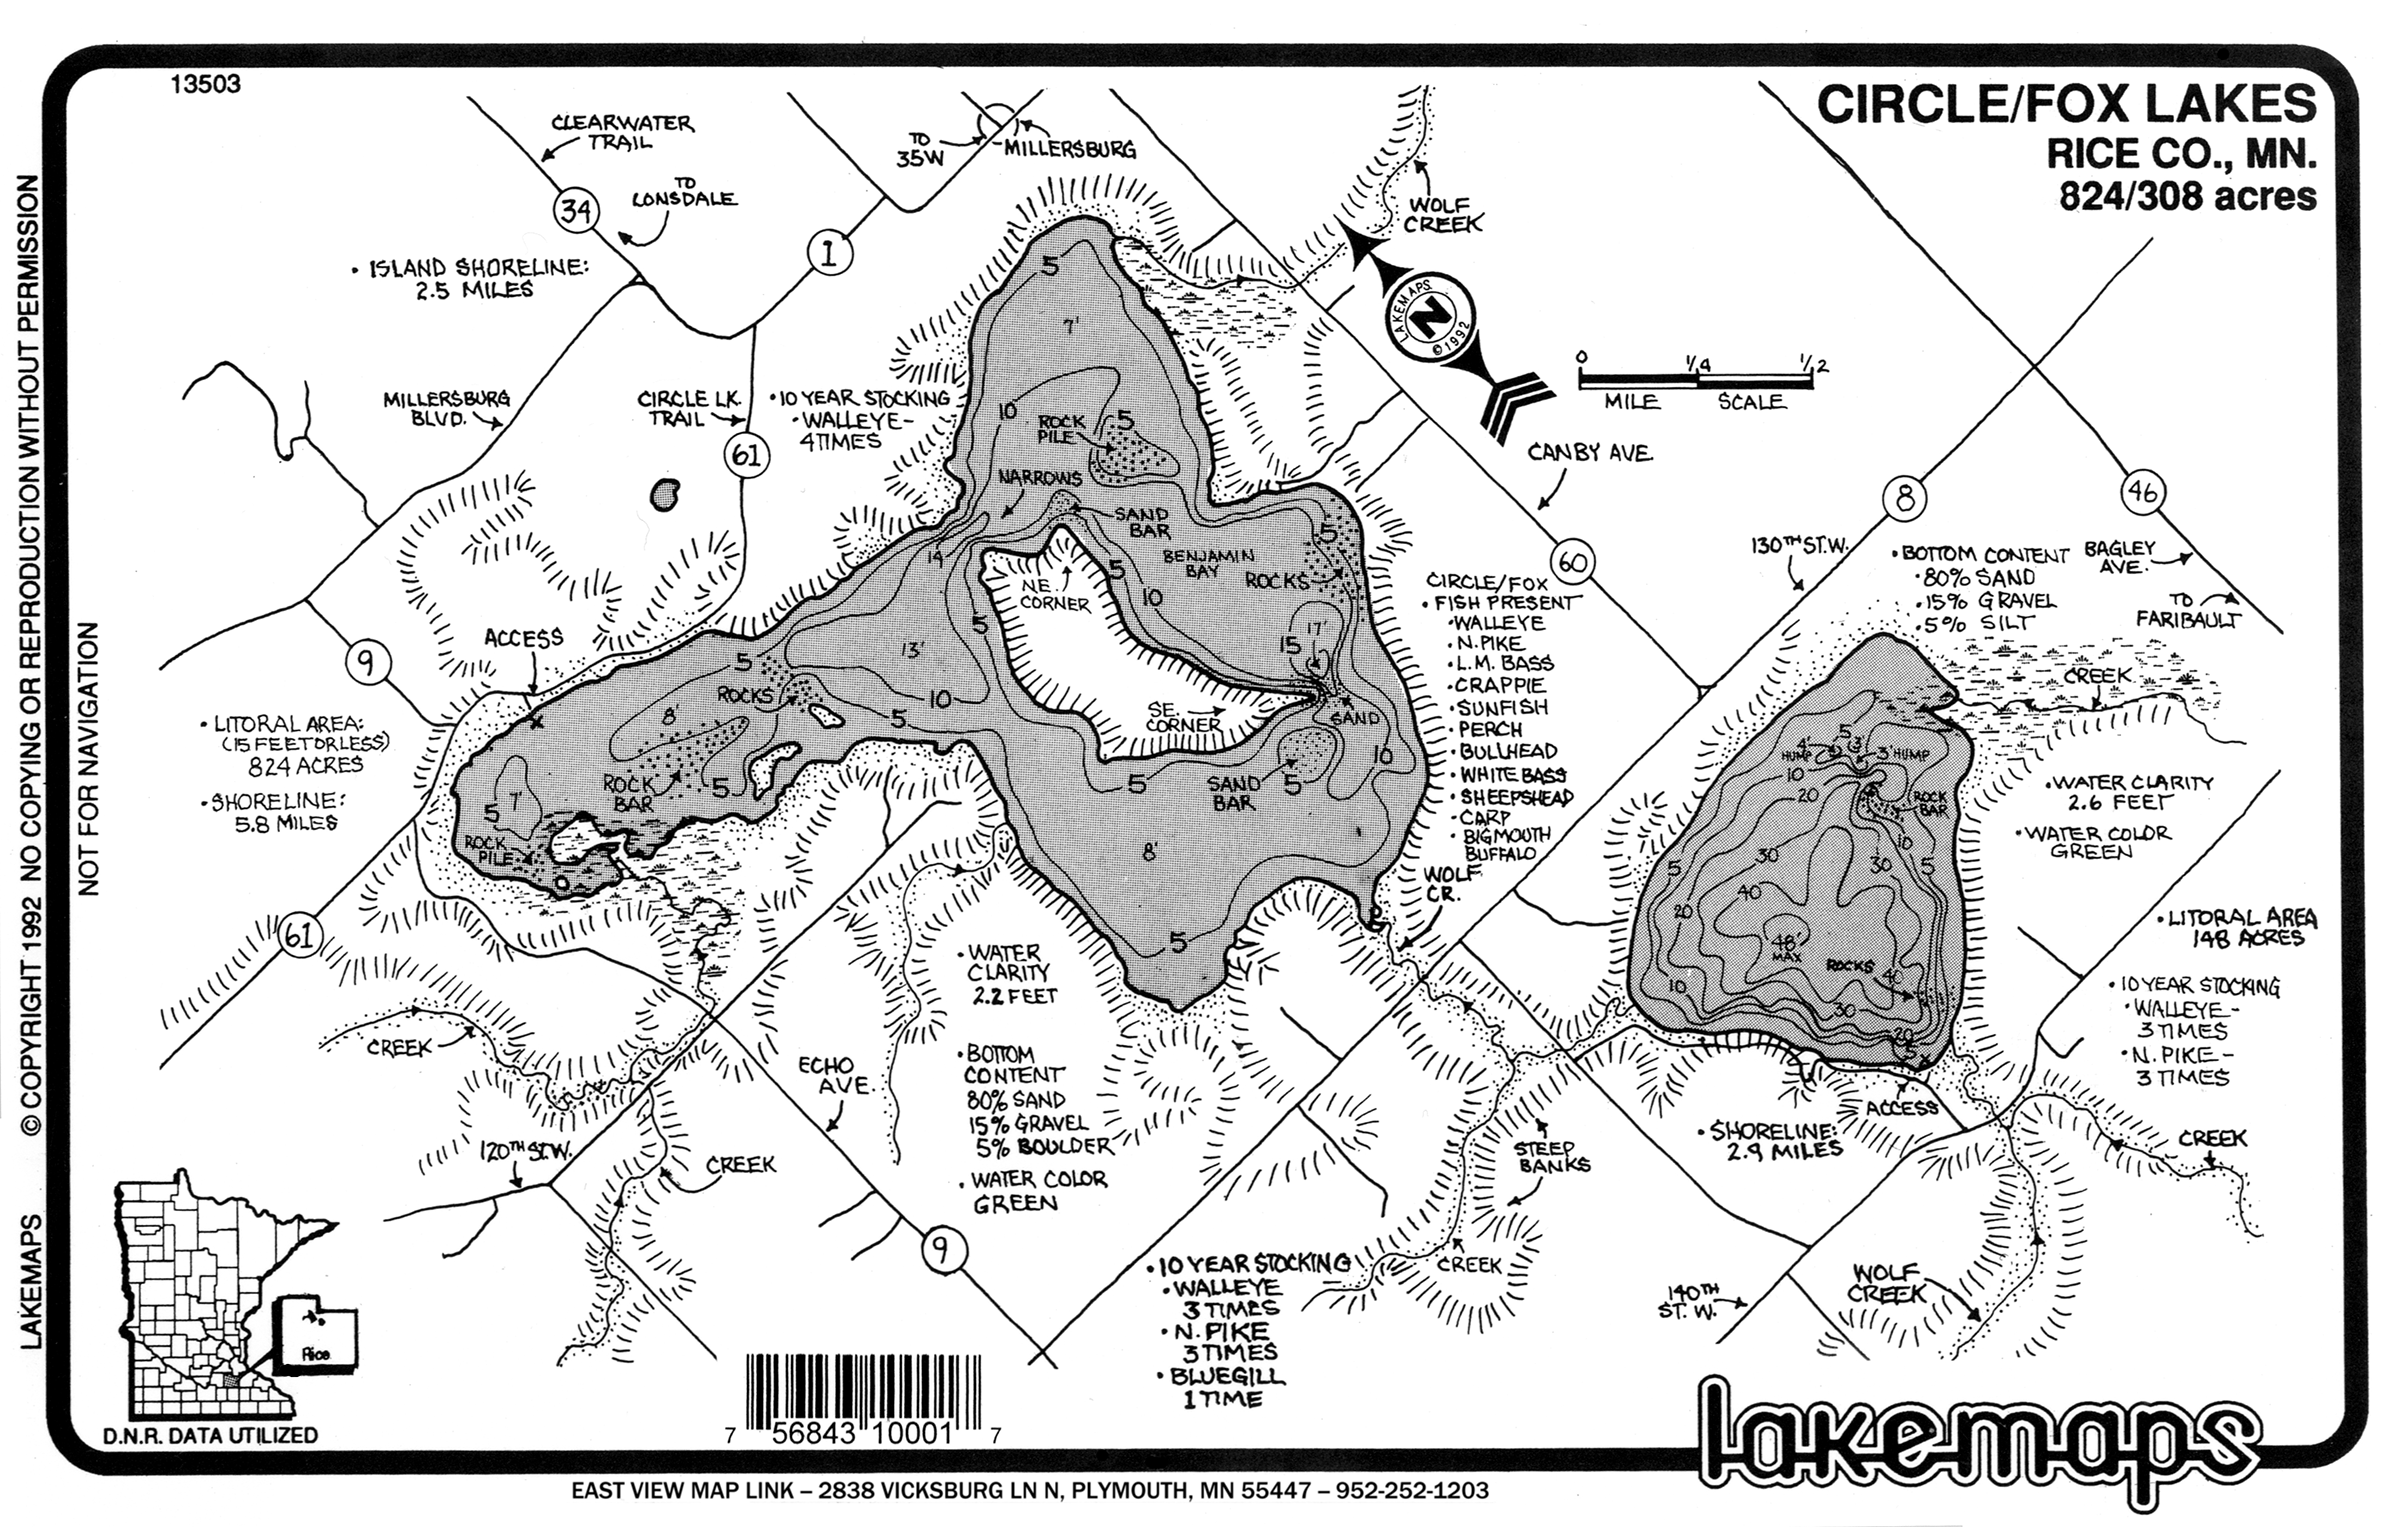 13503
CIRCLE/FOX LAKES
RICE CO., MN.
824/308 acres
CLEARWATER
TRAIL
34
TO
LONSDALE
TO
35W
MILLERSBURG
1
WOLF
CREEK
• ISLAND SHORELINE:
2.5 MILES
LAKEMAPS
N
©1992
0 1/4 1/2
MILE SCALE
MILLERSBURG
BLVD.
CIRCLE LK.
TRAIL
61
• 10 YEAR STOCKING
• WALLEYE-
4 TIMES
5
7'
10
ROCK
PILE
5
NARROWS
SAND
BAR
14
BENJAMIN
BAY
ROCKS
5
NE.
CORNER
5
10
5
15
17'
SE.
CORNER
SAND
SAND
BAR
5
10
5
8'
5
13'
10
5
5
ROCKS
8'
ROCK
BAR
5
5
7'
ROCK
PILE
ACCESS
9
• LITORAL AREA:
(15 FEET OR LESS)
824 ACRES
• SHORELINE:
5.8 MILES
61
CANBY AVE.
60
8
46
130TH ST. W.
BAGLEY
AVE.
TO
FARIBAULT
• BOTTOM CONTENT
• 80% SAND
• 15% GRAVEL
• 5% SILT
CIRCLE/FOX
• FISH PRESENT
• WALLEYE
• N. PIKE
• L.M. BASS
• CRAPPIE
• SUNFISH
• PERCH
• BULLHEAD
• WHITE BASS
• SHEEPSHEAD
• CARP
• BIGMOUTH
BUFFALO
WOLF
CR.
CREEK
5
4'
HUMP
3'
3' HUMP
10
20
ROCK
BAR
10
30
30
5
5
40
20
48'
MAX
ROCKS
40
10
30
20
5
ACCESS
• WATER CLARITY
2.6 FEET
• WATER COLOR
GREEN
• LITORAL AREA
148 ACRES
• 10 YEAR STOCKING
• WALLEYE-
3 TIMES
• N. PIKE-
3 TIMES
• SHORELINE:
2.9 MILES
CREEK
WOLF
CREEK
140TH
ST. W.
STEEP
BANKS
CREEK
• WATER
CLARITY
2.2 FEET
• BOTTOM
CONTENT
80% SAND
15% GRAVEL
5% BOULDER
• WATER COLOR
GREEN
ECHO
AVE.
9
CREEK
120TH ST. W.
CREEK
• 10 YEAR STOCKING
• WALLEYE
3 TIMES
• N. PIKE
3 TIMES
• BLUEGILL
1 TIME
Rice
D.N.R. DATA UTILIZED
7 56843 10001 7
lakemaps
EAST VIEW MAP LINK – 2838 VICKSBURG LN N, PLYMOUTH, MN 55447 – 952-252-1203
LAKEMAPS © COPYRIGHT 1992 NO COPYING OR REPRODUCTION WITHOUT PERMISSION
NOT FOR NAVIGATION